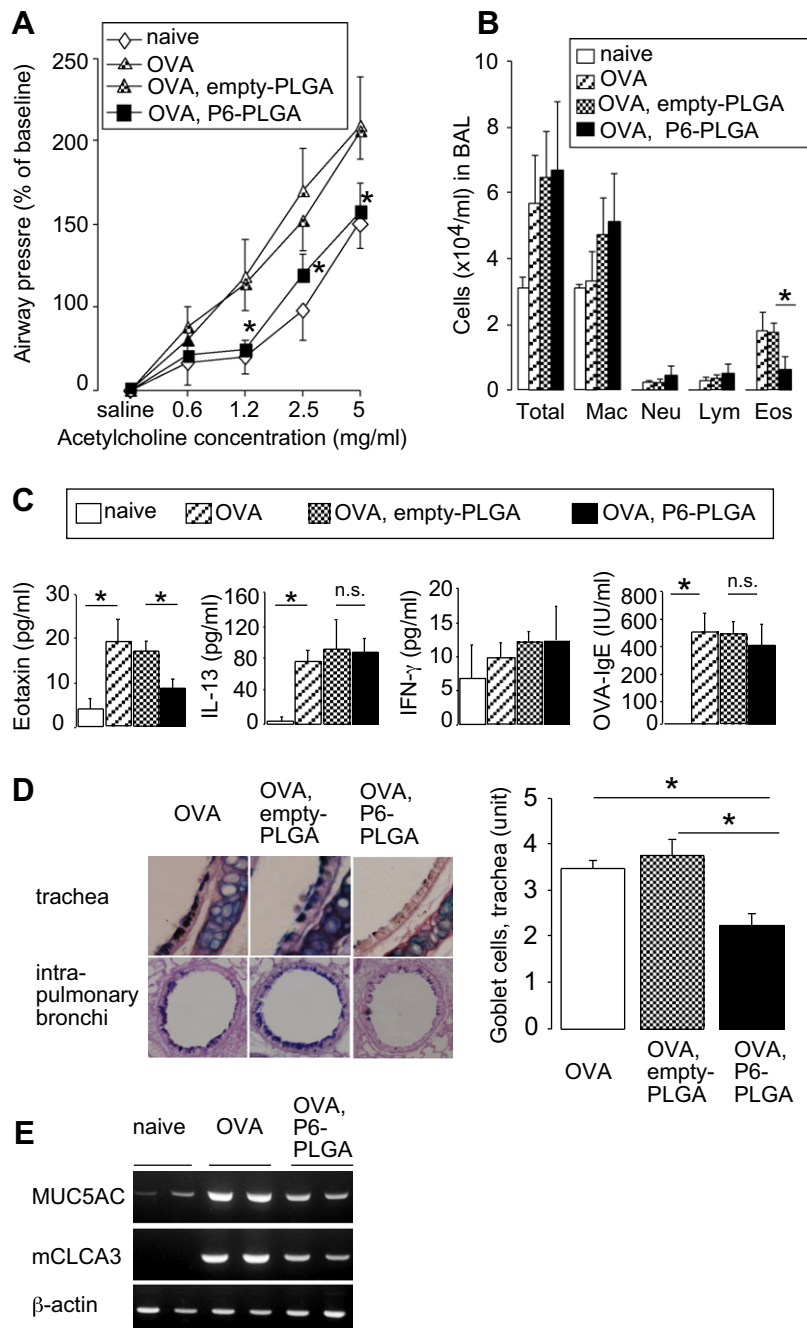 A
naive
OVA
OVA, empty-PLGA
OVA, P6-PLGA
250
200
150
100
50
0
Airway pressre (% of baseline)
*
*
*
saline 0.6 1.2 2.5 5
Acetylcholine concentration (mg/ml)
B
naive
OVA
OVA, empty-PLGA
OVA, P6-PLGA
10
8
6
4
2
0
Cells (x10⁴/ml) in BAL
*
Total Mac Neu Lym Eos
C
naive OVA OVA, empty-PLGA OVA, P6-PLGA
Eotaxin (pg/ml)
30
20
10
0
* *
IL-13 (pg/ml)
160
120
80
40
0
* n.s.
IFN-γ (pg/ml)
20
15
10
5
0
OVA-IgE (IU/ml)
800
600
400
200
0
* n.s.
D
OVA
OVA,
empty-
PLGA
OVA,
P6-
PLGA
trachea
intra-
pulmonary
bronchi
Goblet cells, trachea (unit)
5
4
3
2
1
0
*
*
OVA
OVA,
empty-
PLGA
OVA,
P6-
PLGA
E
naive
OVA
OVA,
P6-
PLGA
MUC5AC
mCLCA3
β-actin